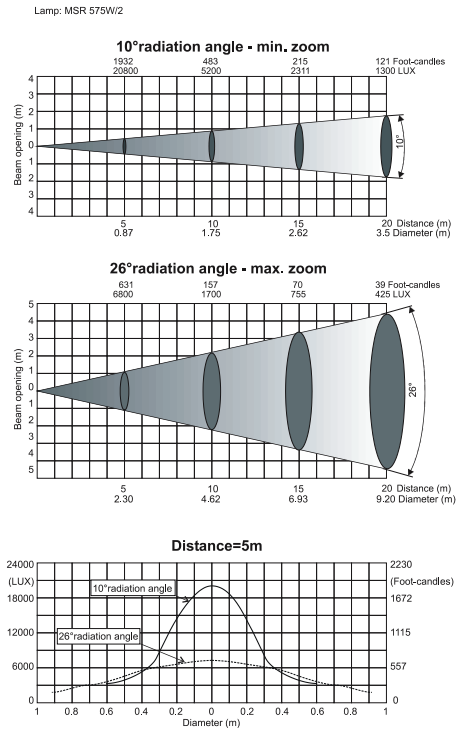 Lamp: MSR 575W/2
10°radiation angle - min. zoom
1932 483 215 121 Foot-candles
20800 5200 2311 1300 LUX
4
3
2
1
0
1
2
3
4
Beam opening (m)
10°
5 10 15 20 Distance (m)
0.87 1.75 2.62 3.5 Diameter (m)
26°radiation angle - max. zoom
631 157 70 39 Foot-candles
6800 1700 755 425 LUX
5
4
3
2
1
0
1
2
3
4
5
Beam opening (m)
26°
5 10 15 20 Distance (m)
2.30 4.62 6.93 9.20 Diameter (m)
Distance=5m
24000 2230
(LUX) (Foot-candles)
18000 1672
10°radiation angle
12000 1115
26°radiation angle
6000 557
0 0
1 0.8 0.6 0.4 0.2 0 0.2 0.4 0.6 0.8 1
Diameter (m)